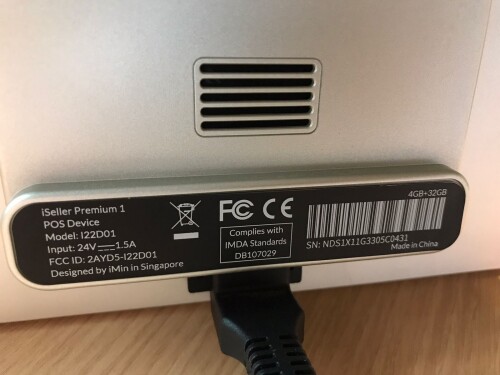 iSeller Premium 1
POS Device
Model: I22D01
Input: 24V⎓1.5A
FCC ID: 2AYD5-I22D01
Designed by iMin in Singapore
FC CE
Complies with
IMDA Standards
DB107029
4GB+32GB
SN: NDS1X11G3305C0431
Made in China